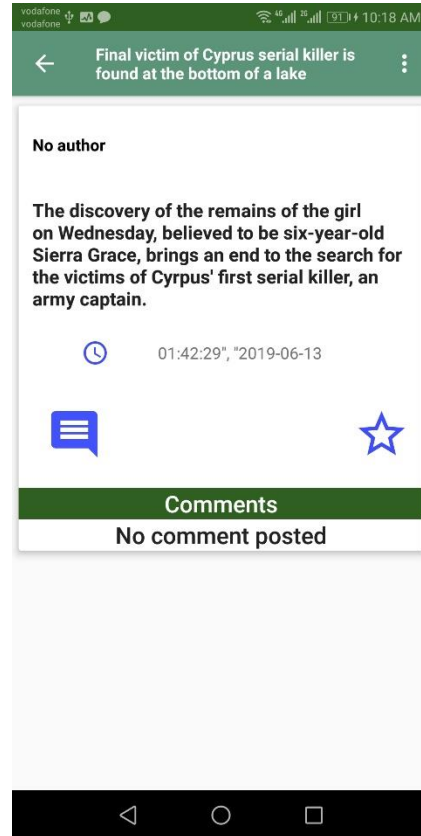 vodafone
vodafone
4G 2G 91 10:18 AM
Final victim of Cyprus serial killer is
found at the bottom of a lake
No author
The discovery of the remains of the girl
on Wednesday, believed to be six-year-old
Sierra Grace, brings an end to the search for
the victims of Cyrpus' first serial killer, an
army captain.
01:42:29", "2019-06-13
Comments
No comment posted